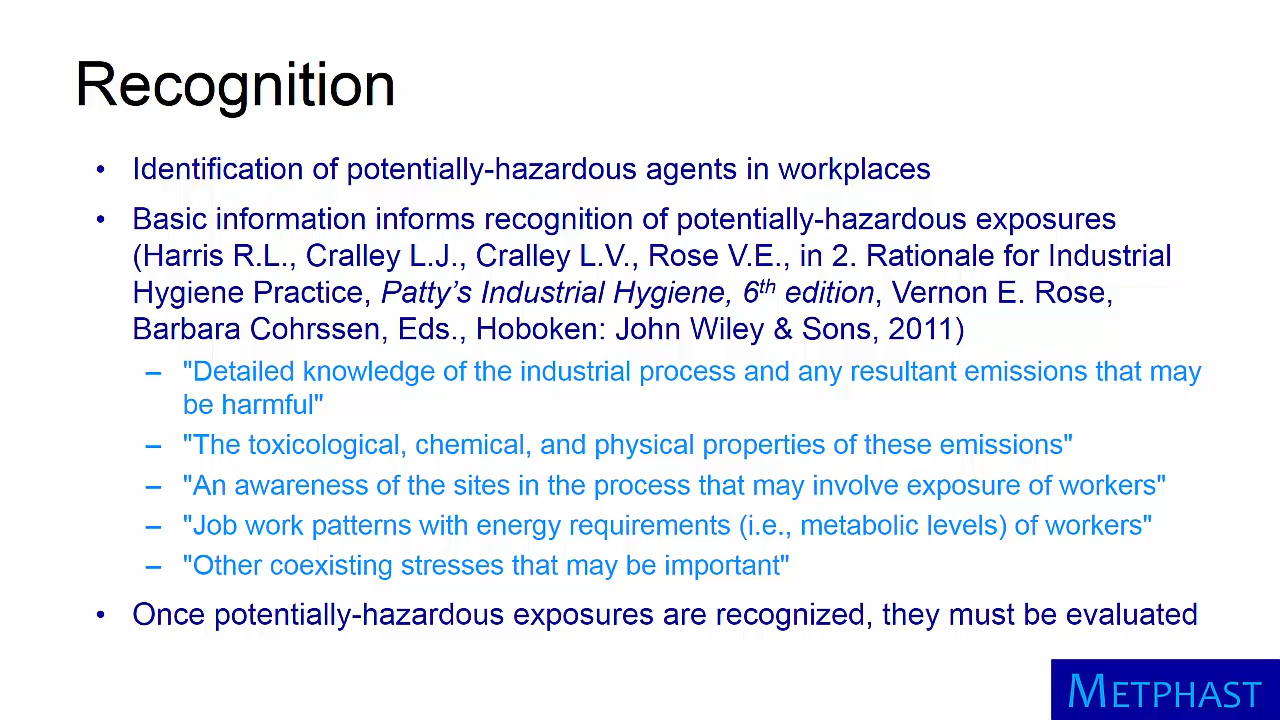 Recognition
• Identification of potentially-hazardous agents in workplaces
• Basic information informs recognition of potentially-hazardous exposures
(Harris R.L., Cralley L.J., Cralley L.V., Rose V.E., in 2. Rationale for Industrial
Hygiene Practice, Patty's Industrial Hygiene, 6th edition, Vernon E. Rose,
Barbara Cohrssen, Eds., Hoboken: John Wiley & Sons, 2011)
– "Detailed knowledge of the industrial process and any resultant emissions that may
be harmful"
– "The toxicological, chemical, and physical properties of these emissions"
– "An awareness of the sites in the process that may involve exposure of workers"
– "Job work patterns with energy requirements (i.e., metabolic levels) of workers"
– "Other coexisting stresses that may be important"
• Once potentially-hazardous exposures are recognized, they must be evaluated
METPHAST